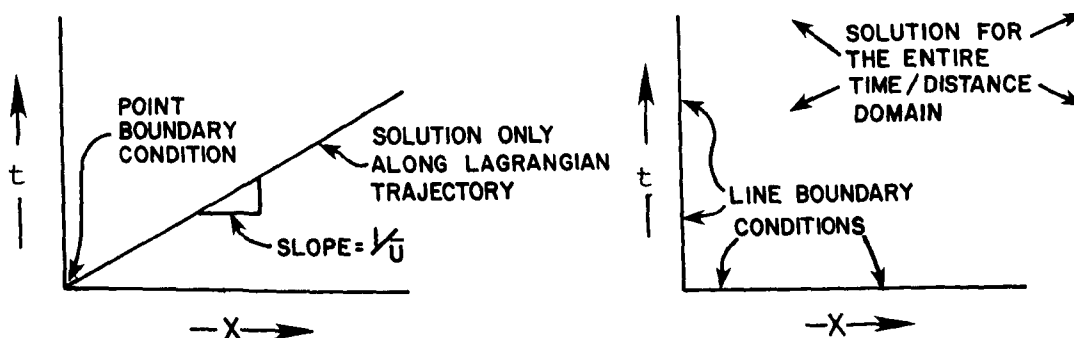 POINT
BOUNDARY
CONDITION
t
SOLUTION ONLY
ALONG LAGRANGIAN
TRAJECTORY
SLOPE = 1/U
X
SOLUTION FOR
THE ENTIRE
TIME/DISTANCE
DOMAIN
t
LINE BOUNDARY
CONDITIONS
X